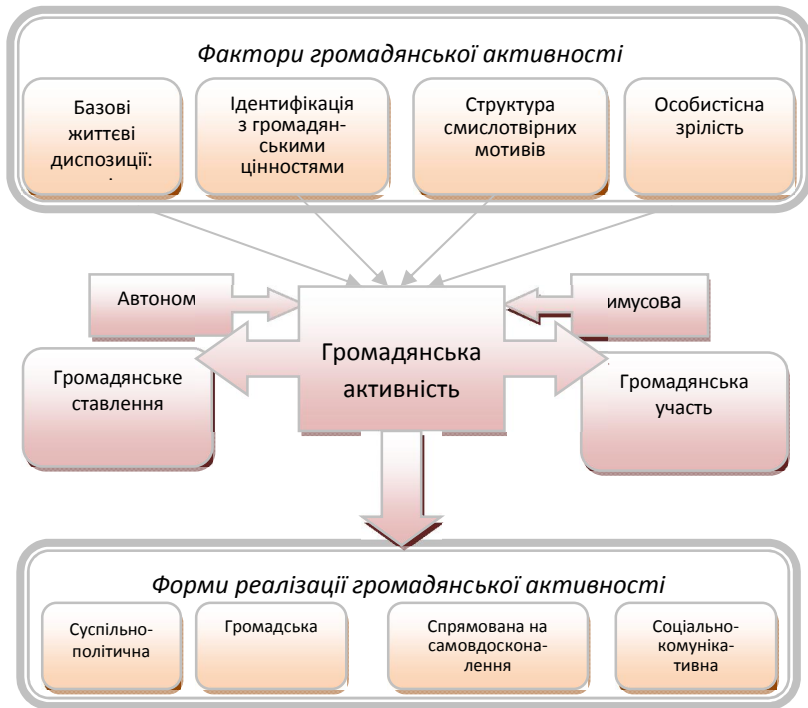 Фактори громадянської активності
Базові
життєві
диспозиції:
Ідентифікація
з громадян-
ськими
цінностями
Структура
смислотвірних
мотивів
Особистісна
зрілість
Автоном
имусова
Громадянське
ставлення
Громадянська
активність
Громадянська
участь
Форми реалізації громадянської активності
Суспільно-
політична
Громадська
Спрямована на
самовдоскона-
лення
Соціально-
комуніка-
тивна